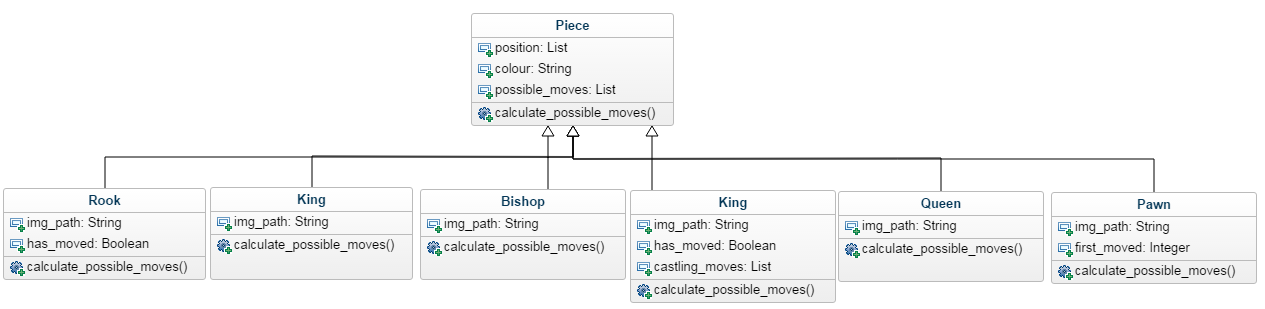 Piece
position: List
colour: String
possible_moves: List
calculate_possible_moves()
Rook
img_path: String
has_moved: Boolean
calculate_possible_moves()
King
img_path: String
calculate_possible_moves()
Bishop
img_path: String
calculate_possible_moves()
King
img_path: String
has_moved: Boolean
castling_moves: List
calculate_possible_moves()
Queen
img_path: String
calculate_possible_moves()
Pawn
img_path: String
first_moved: Integer
calculate_possible_moves()